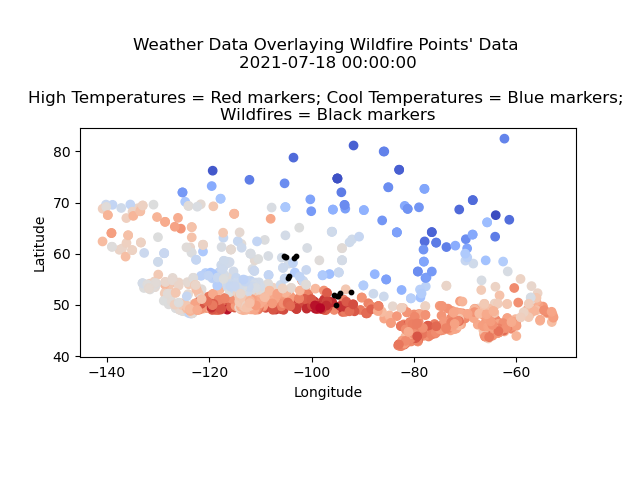 Weather Data Overlaying Wildfire Points' Data
2021-07-18 00:00:00
High Temperatures = Red markers; Cool Temperatures = Blue markers;
Wildfires = Black markers
80
70
60
50
40
Latitude
−140
−120
−100
−80
−60
Longitude